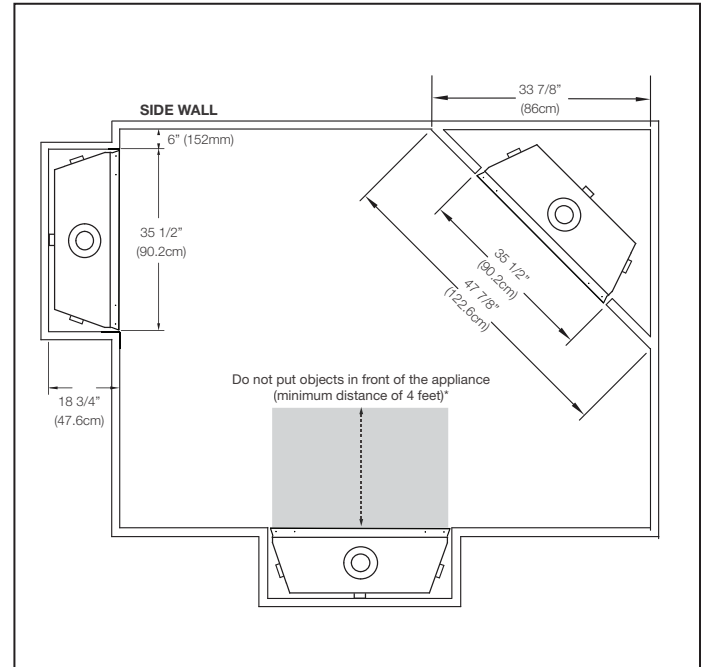 33 7/8”
(86cm)
SIDE WALL
6” (152mm)
35 1/2”
(90.2cm)
35 1/2”
(90.2cm)
47 7/8”
(122.6cm)
Do not put objects in front of the appliance
(minimum distance of 4 feet)*
18 3/4”
(47.6cm)